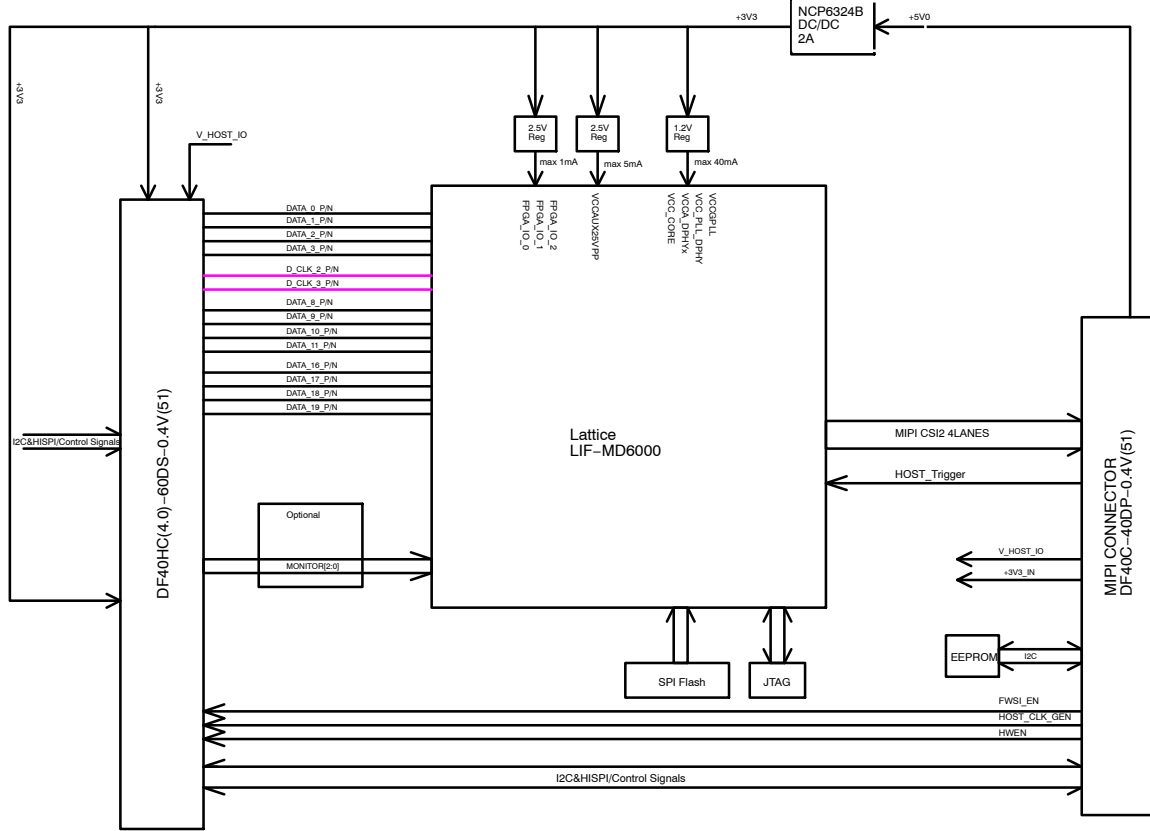 NCP6324B
DC/DC
2A
+3V3
+5V0
+3V3
+3V3
V_HOST_IO
2.5V
Reg
2.5V
Reg
1.2V
Reg
max 1mA
max 5mA
max 40mA
FPGA_IO_2
FPGA_IO_1
FPGA_IO_0
VCCAUX25VPP
VCCGPLL
VCC_PLL_DPHY
VCCA_DPHYx
VCC_CORE
DATA_0_P/N
DATA_1_P/N
DATA_2_P/N
DATA_3_P/N
D_CLK_2_P/N
D_CLK_3_P/N
DATA_8_P/N
DATA_9_P/N
DATA_10_P/N
DATA_11_P/N
DATA_16_P/N
DATA_17_P/N
DATA_18_P/N
DATA_19_P/N
DF40HC(4.0)−60DS−0.4V(51)
I2C&HISPI/Control Signals
Lattice
LIF−MD6000
MIPI CSI2 4LANES
HOST_Trigger
MIPI CONNECTOR
DF40C−40DP−0.4V(51)
Optional
MONITOR[2:0]
V_HOST_IO
+3V3_IN
EEPROM
I2C
SPI Flash
JTAG
FWSI_EN
HOST_CLK_GEN
HWEN
I2C&HISPI/Control Signals